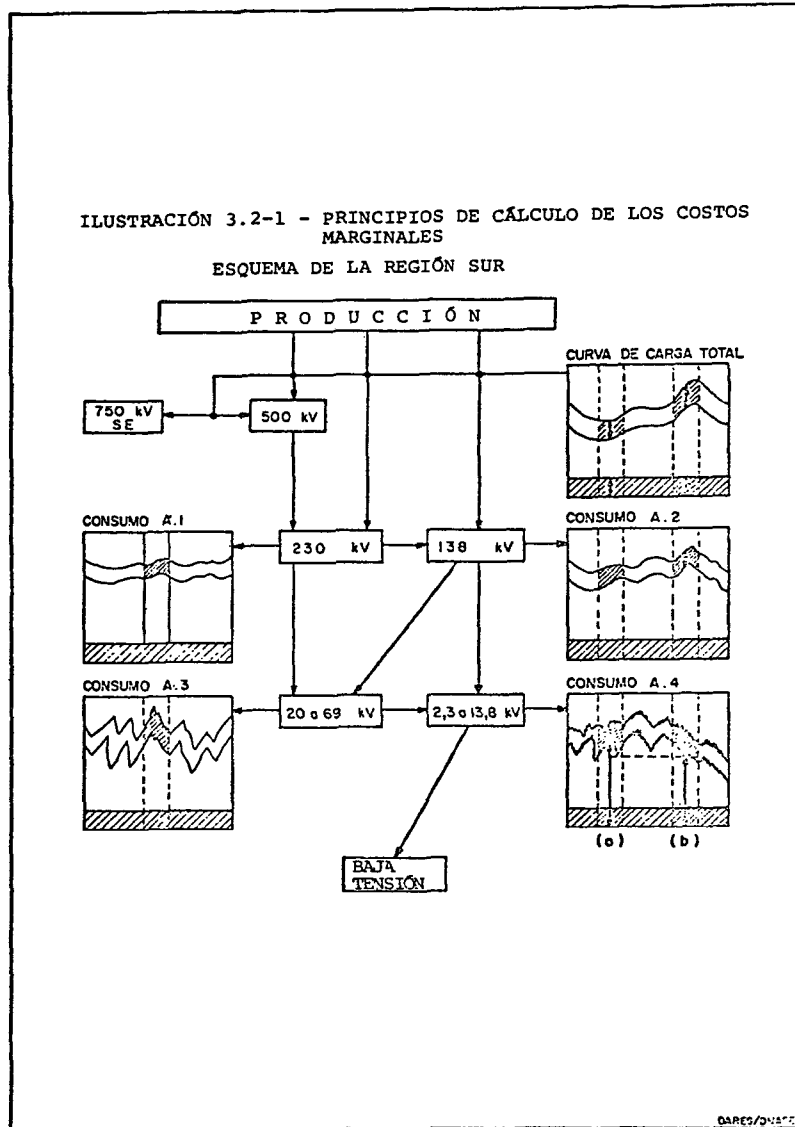 ILUSTRACIÓN 3.2-1 - PRINCIPIOS DE CÁLCULO DE LOS COSTOS
MARGINALES
ESQUEMA DE LA REGIÓN SUR
PRODUCCIÓN
CURVA DE CARGA TOTAL
750 kV
SE
500 kV
CONSUMO A.1
230 kV
138 kV
CONSUMO A.2
CONSUMO A.3
20 a 69 kV
2,3 a 13,8 kV
CONSUMO A.4
(a) (b)
BAJA
TENSIÓN